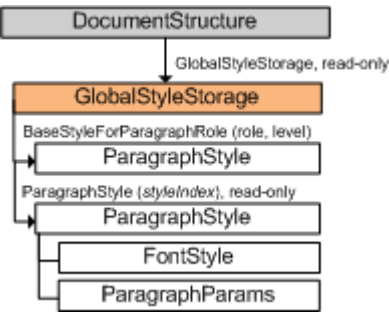 DocumentStructure
GlobalStyleStorage, read-only
GlobalStyleStorage
BaseStyleForParagraphRole (role, level)
ParagraphStyle
ParagraphStyle (styleIndex), read-only
ParagraphStyle
FontStyle
ParagraphParams